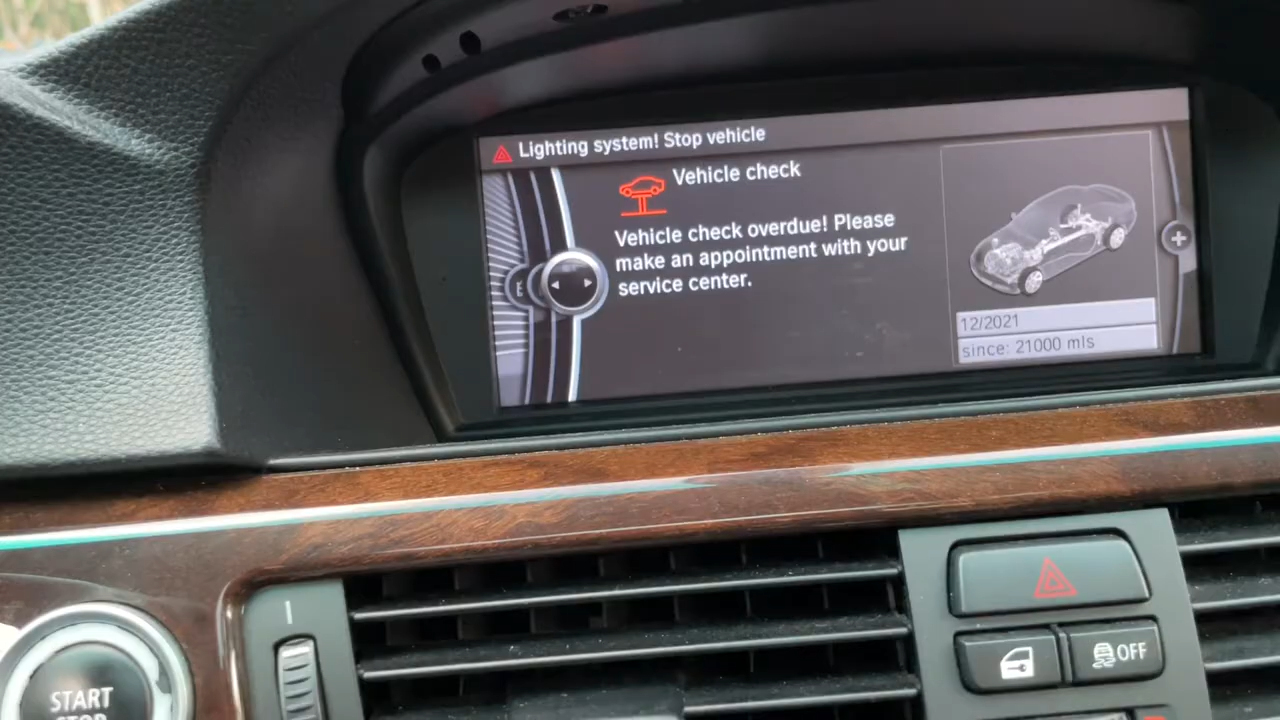 Lighting system! Stop vehicle
Vehicle check
Vehicle check overdue! Please
make an appointment with your
service center.
E
12/2021
since: 21000 mls
OFF
START
STOP